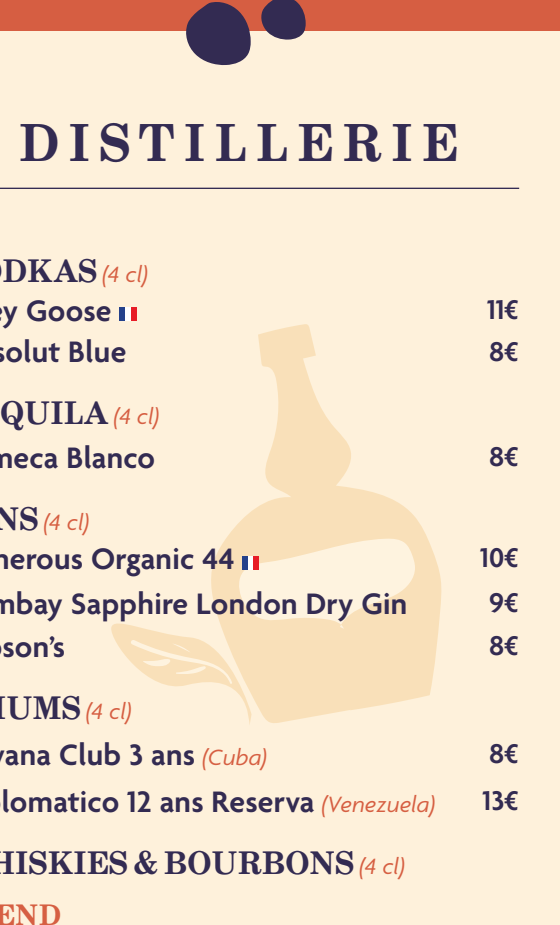 DISTILLERIE
ODKAS (4 cl)
ey Goose 11€
solut Blue 8€
QUILA (4 cl)
meca Blanco 8€
NS (4 cl)
nerous Organic 44 10€
mbay Sapphire London Dry Gin 9€
son's 8€
HUMS (4 cl)
vana Club 3 ans (Cuba) 8€
lomatico 12 ans Reserva (Venezuela) 13€
HISKIES & BOURBONS (4 cl)
END